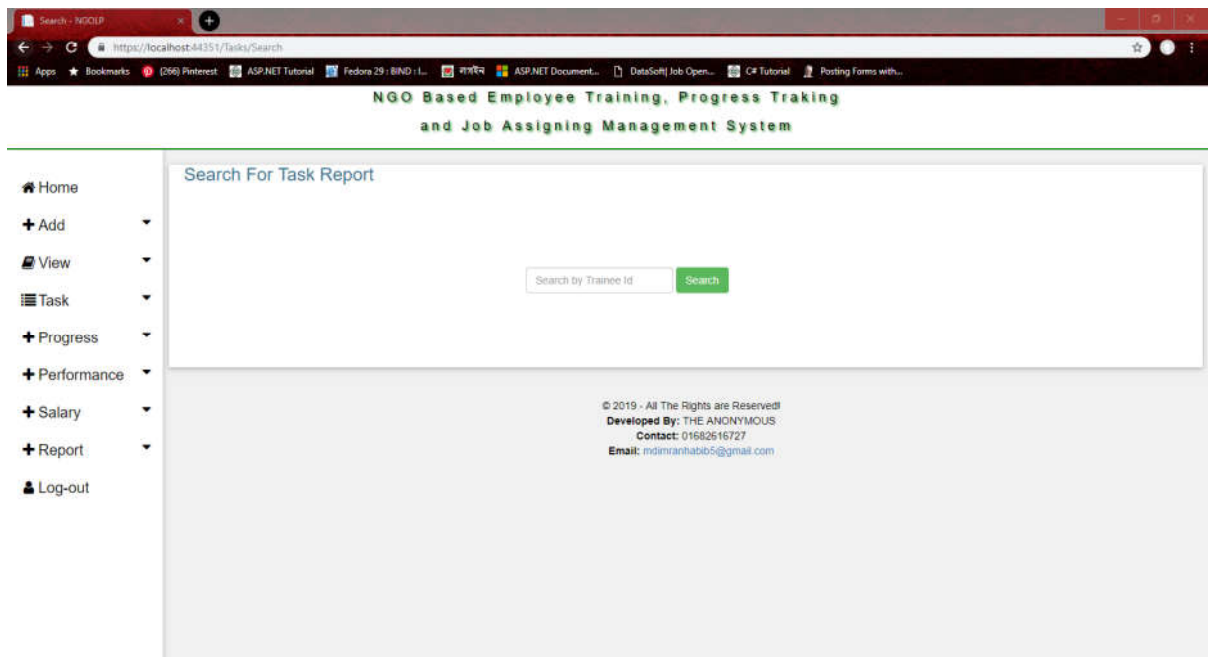 Search - NGOLP
https://localhost:44351/Tasks/Search
Apps Bookmarks (266) Pinterest ASP.NET Tutorial Fedora 29 : BIND : I... লাইন ASP.NET Document... DataSoft| Job Open... C# Tutorial Posting Forms with...
NGO Based Employee Training, Progress Traking
and Job Assigning Management System
Home
Add
View
Task
Progress
Performance
Salary
Report
Log-out
Search For Task Report
Search by Trainee Id Search
© 2019 - All The Rights are Reserved!
Developed By: THE ANONYMOUS
Contact: 01682616727
Email: mdimranhabib5@gmail.com